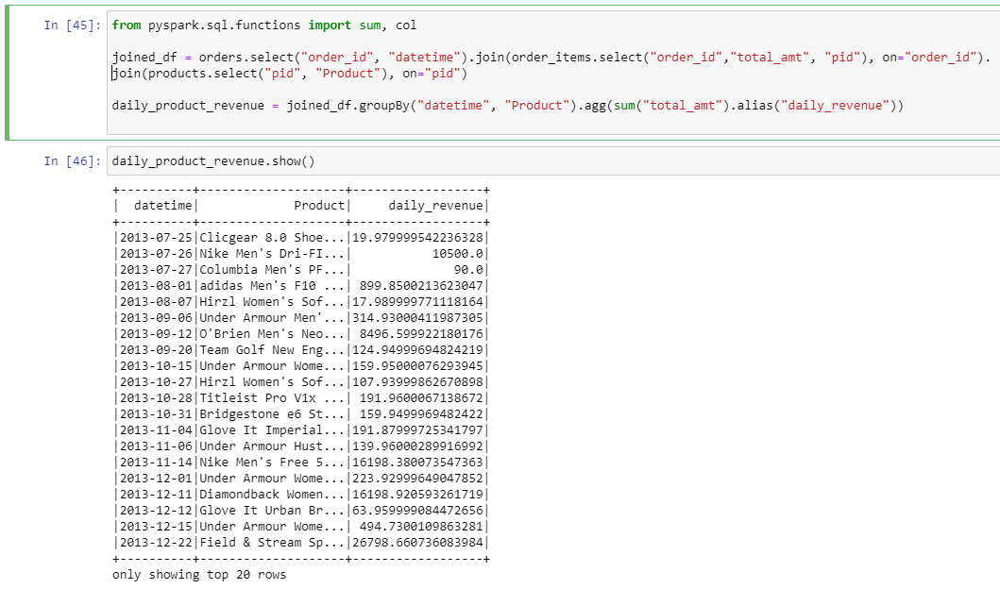 In [45]: from pyspark.sql.functions import sum, col
joined_df = orders.select("order_id", "datetime").join(order_items.select("order_id","total_amt", "pid"), on="order_id").
join(products.select("pid", "Product"), on="pid")
daily_product_revenue = joined_df.groupBy("datetime", "Product").agg(sum("total_amt").alias("daily_revenue"))
In [46]: daily_product_revenue.show()
+----------+--------------------+------------------+
|  datetime|             Product|     daily_revenue|
+----------+--------------------+------------------+
|2013-07-25|Clicgear 8.0 Shoe...|19.979999542236328|
|2013-07-26|Nike Men's Dri-FI...|           10500.0|
|2013-07-27|Columbia Men's PF...|              90.0|
|2013-08-01|adidas Men's F10 ...| 899.8500213623047|
|2013-08-07|Hirzl Women's Sof...|17.989999771118164|
|2013-09-06|Under Armour Men'...|314.93000411987305|
|2013-09-12|O'Brien Men's Neo...| 8496.599922180176|
|2013-09-20|Team Golf New Eng...|124.94999694824219|
|2013-10-15|Under Armour Wome...|159.95000076293945|
|2013-10-27|Hirzl Women's Sof...|107.93999862670898|
|2013-10-28|Titleist Pro V1x ...| 191.9600067138672|
|2013-10-31|Bridgestone e6 St...| 159.9499969482422|
|2013-11-04|Glove It Imperial...|191.87999725341797|
|2013-11-06|Under Armour Hust...|139.96000289916992|
|2013-11-14|Nike Men's Free 5...|16198.380073547363|
|2013-12-01|Under Armour Wome...|223.92999649047852|
|2013-12-11|Diamondback Women...|16198.920593261719|
|2013-12-12|Glove It Urban Br...|63.959999084472656|
|2013-12-15|Under Armour Wome...| 494.7300109863281|
|2013-12-22|Field & Stream Sp...|26798.660736083984|
+----------+--------------------+------------------+
only showing top 20 rows